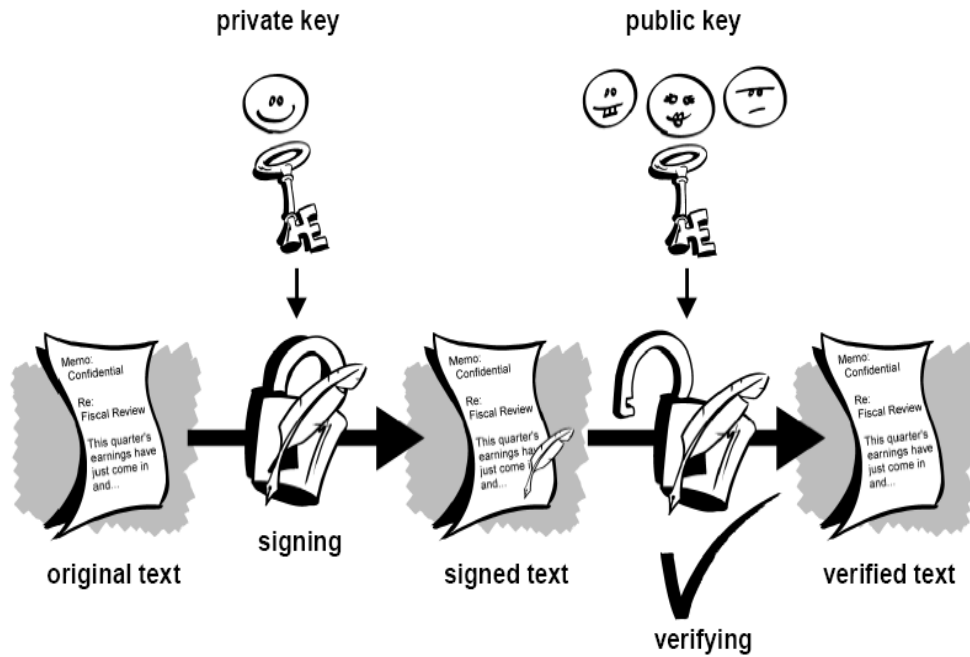 private key
public key
Memo:
Confidential
Re:
Fiscal Review
This quarter's
earnings have
just come in
and...
Memo:
Confidential
Re:
Fiscal Review
This quarter's
earnings have
just come in
and...
Memo:
Confidential
Re:
Fiscal Review
This quarter's
earnings have
just come in
and...
signing
original text
signed text
verified text
verifying